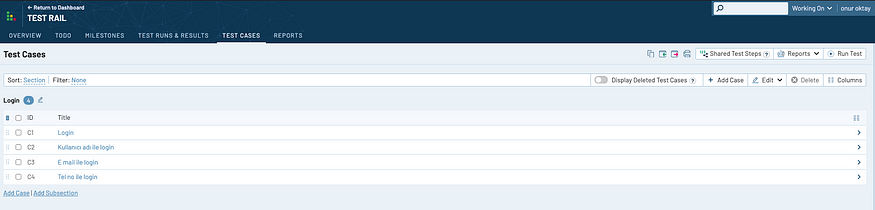 ← Return to Dashboard
TEST RAIL
Working On
onur oktay
OVERVIEW TODO MILESTONES TEST RUNS & RESULTS TEST CASES REPORTS
Test Cases
Shared Test Steps ? Reports Run Test
Sort: Section Filter: None
Display Deleted Test Cases ? + Add Case Edit Delete Columns
Login 4
ID Title
C1 Login
C2 Kullanıcı adı ile login
C3 E mail ile login
C4 Tel no ile login
Add Case | Add Subsection